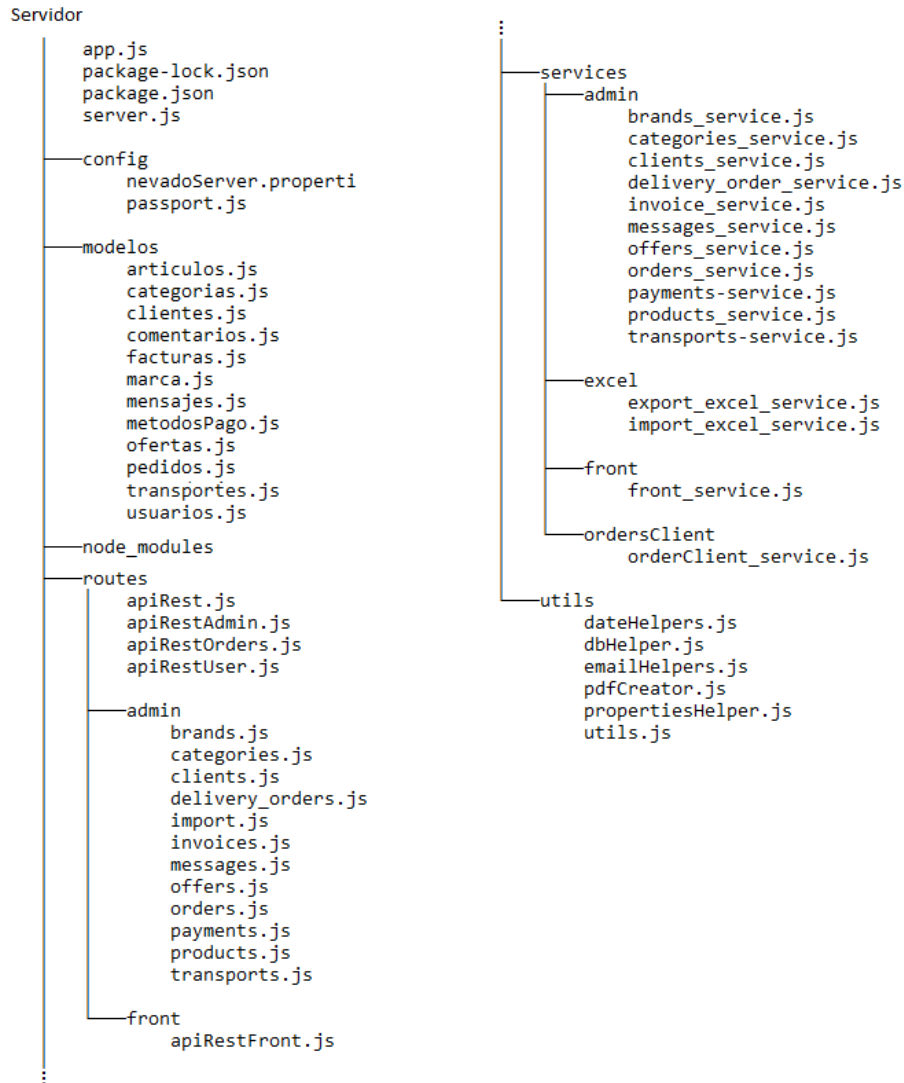 Servidor
app.js
package-lock.json
package.json
server.js
config
nevadoServer.properti
passport.js
modelos
articulos.js
categorias.js
clientes.js
comentarios.js
facturas.js
marca.js
mensajes.js
metodosPago.js
ofertas.js
pedidos.js
transportes.js
usuarios.js
node_modules
routes
apiRest.js
apiRestAdmin.js
apiRestOrders.js
apiRestUser.js
admin
brands.js
categories.js
clients.js
delivery_orders.js
import.js
invoices.js
messages.js
offers.js
orders.js
payments.js
products.js
transports.js
front
apiRestFront.js
services
admin
brands_service.js
categories_service.js
clients_service.js
delivery_order_service.js
invoice_service.js
messages_service.js
offers_service.js
orders_service.js
payments-service.js
products_service.js
transports-service.js
excel
export_excel_service.js
import_excel_service.js
front
front_service.js
ordersClient
orderClient_service.js
utils
dateHelpers.js
dbHelper.js
emailHelpers.js
pdfCreator.js
propertiesHelper.js
utils.js